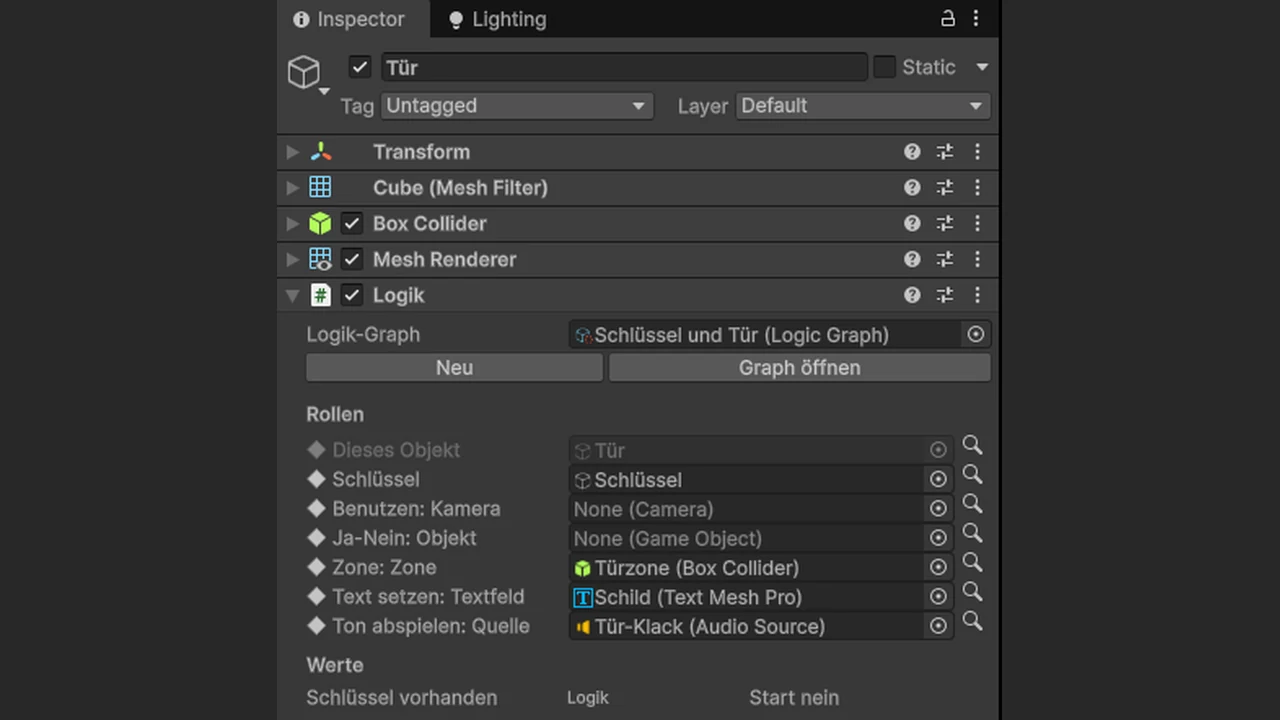 Inspector Lighting
Tür Static
Tag Untagged Layer Default
Transform
Cube (Mesh Filter)
Box Collider
Mesh Renderer
# Logik
Logik-Graph Schlüssel und Tür (Logic Graph)
Neu Graph öffnen
Rollen
Dieses Objekt Tür
Schlüssel Schlüssel
Benutzen: Kamera None (Camera)
Ja-Nein: Objekt None (Game Object)
Zone: Zone Türzone (Box Collider)
Text setzen: Textfeld Schild (Text Mesh Pro)
Ton abspielen: Quelle Tür-Klack (Audio Source)
Werte
Schlüssel vorhanden Logik Start nein